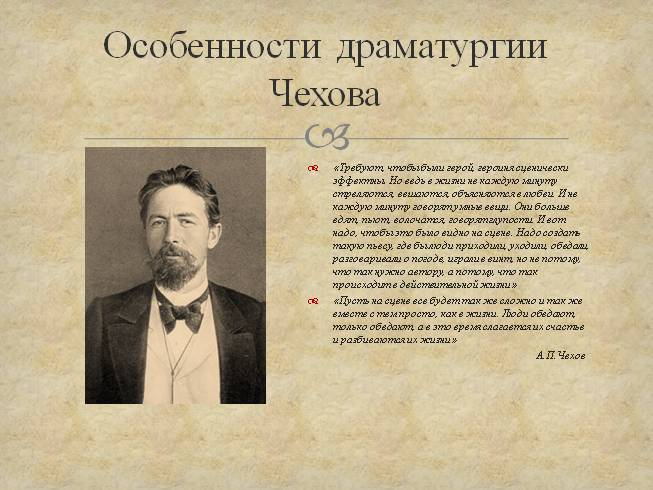 Особенности драматургии
Чехова
«Требуют, чтобы были герой, героиня сценически
эффектны. Но ведь в жизни не каждую минуту
стреляются, вешаются, объясняются в любви. И не
каждую минуту говорят умные вещи. Они больше
едят, пьют, волочатся, говорят глупости. И вот
надо, чтобы это было видно на сцене. Надо создать
такую пьесу, где бы люди приходили, уходили, обедали,
разговаривали о погоде, играли в винт, но не потому,
что так нужно автору, а потому, что так
происходит в действительной жизни»
«Пусть на сцене все будет так же сложно и так же
вместе с тем просто, как в жизни. Люди обедают,
только обедают, а в это время слагается их счастье
и разбиваются их жизни»
А.П.Чехов